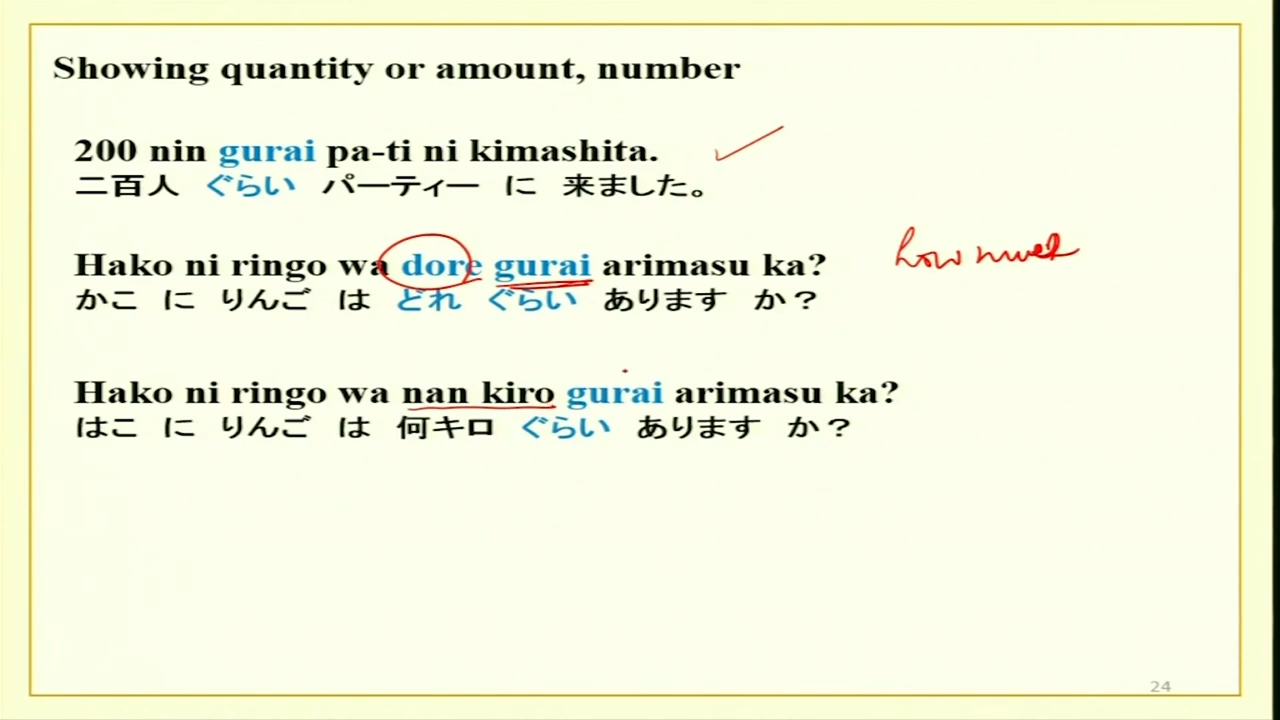 Showing quantity or amount, number
200 nin gurai pa-ti ni kimashita.
二百人 ぐらい パーティー に 来ました。
Hako ni ringo wa dore gurai arimasu ka?
how much
かこ に りんご は どれ ぐらい あります か？
Hako ni ringo wa nan kiro gurai arimasu ka?
はこ に りんご は 何キロ ぐらい あります か？
24